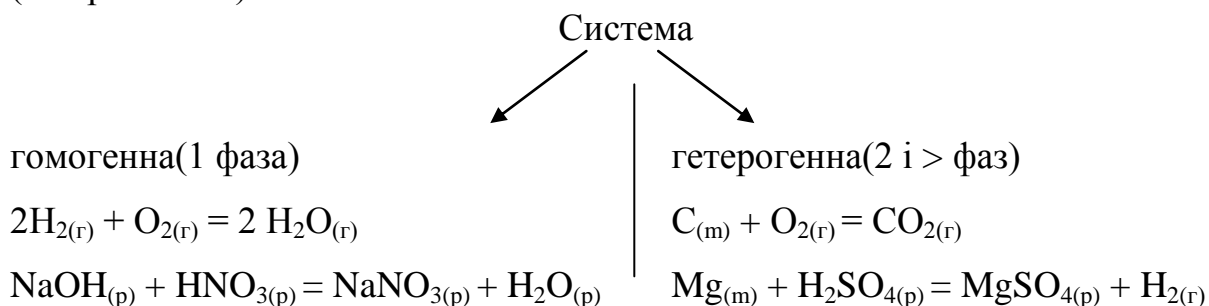 Система
гомогенна(1 фаза)
2H₂(г) + O₂(г) = 2 H₂O(г)
NaOH(р) + HNO₃(р) = NaNO₃(р) + H₂O(р)
гетерогенна(2 і > фаз)
C(m) + O₂(г) = CO₂(г)
Mg(m) + H₂SO₄(р) = MgSO₄(р) + H₂(г)